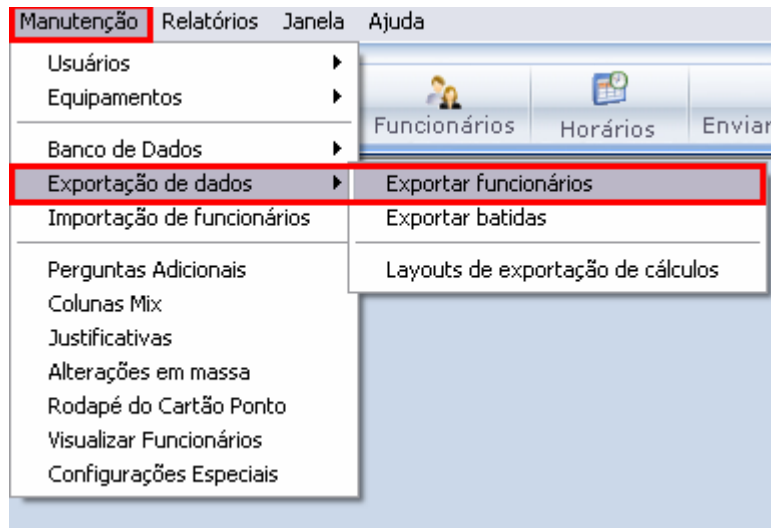 Manutenção Relatórios Janela Ajuda
Usuários
Equipamentos
Funcionários Horários Enviar
Banco de Dados
Exportação de dados Exportar funcionários
Importação de funcionários Exportar batidas
Perguntas Adicionais Layouts de exportação de cálculos
Colunas Mix
Justificativas
Alterações em massa
Rodapé do Cartão Ponto
Visualizar Funcionários
Configurações Especiais